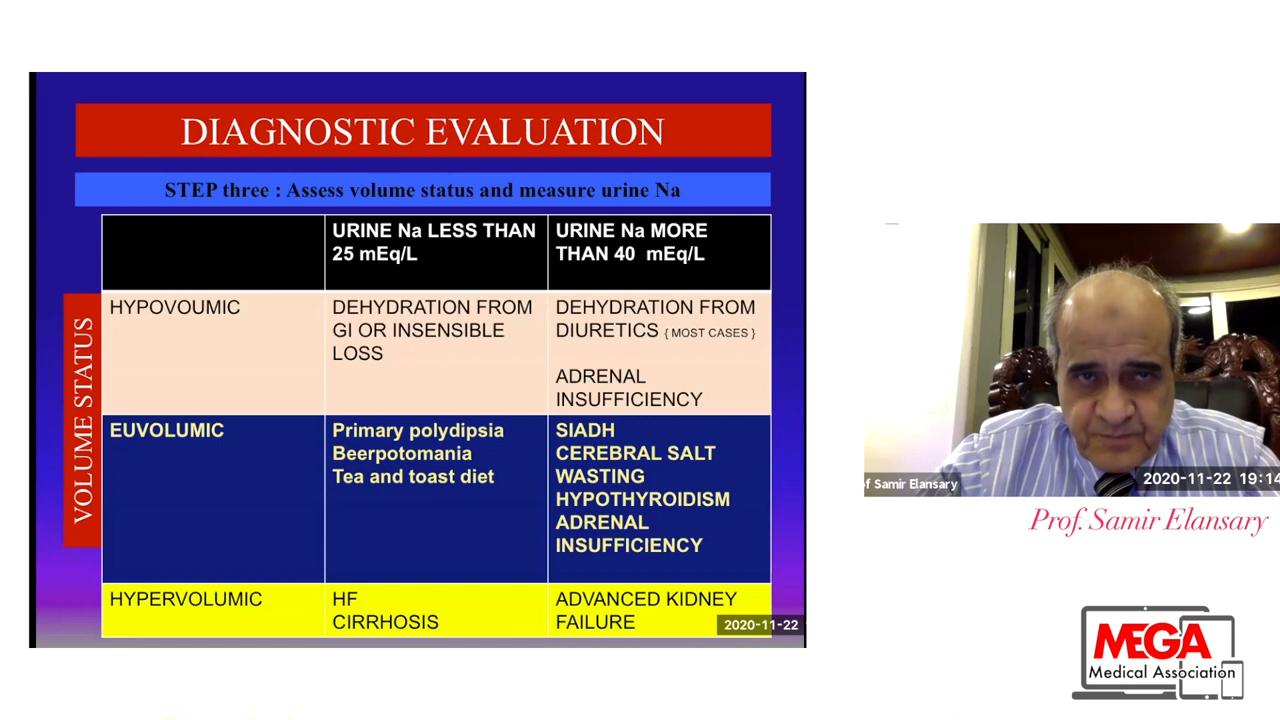 DIAGNOSTIC EVALUATION
STEP three : Assess volume status and measure urine Na
URINE Na LESS THAN
25 mEq/L
URINE Na MORE
THAN 40 mEq/L
VOLUME STATUS
HYPOVOUMIC
DEHYDRATION FROM
GI OR INSENSIBLE
LOSS
DEHYDRATION FROM
DIURETICS { MOST CASES }
ADRENAL
INSUFFICIENCY
EUVOLUMIC
Primary polydipsia
Beerpotomania
Tea and toast diet
SIADH
CEREBRAL SALT
WASTING
HYPOTHYROIDISM
ADRENAL
INSUFFICIENCY
HYPERVOLUMIC
HF
CIRRHOSIS
ADVANCED KIDNEY
FAILURE
2020-11-22
Samir Elansary
2020-11-22 19:14
Prof. Samir Elansary
MEGA
Medical Association